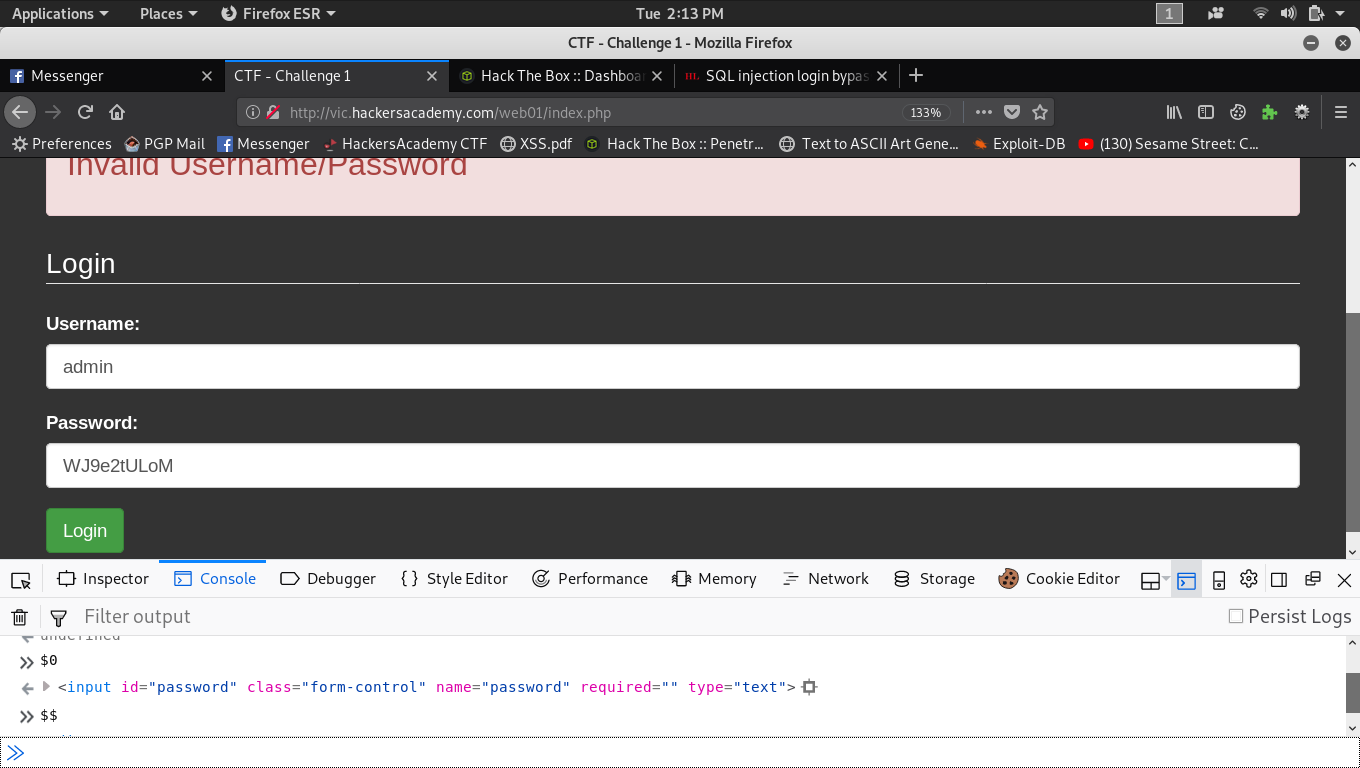 Applications Places Firefox ESR Tue 2:13 PM 1
CTF - Challenge 1 - Mozilla Firefox
Messenger CTF - Challenge 1 Hack The Box :: Dashboar SQL injection login bypas
http://vic.hackersacademy.com/web01/index.php 133%
Preferences PGP Mail Messenger HackersAcademy CTF XSS.pdf Hack The Box :: Penetr... Text to ASCII Art Gene... Exploit-DB (130) Sesame Street: C...
Invalid Username/Password
Login
Username:
admin
Password:
WJ9e2tULoM
Login
Inspector Console Debugger Style Editor Performance Memory Network Storage Cookie Editor
Filter output Persist Logs
undefined
$0
<input id="password" class="form-control" name="password" required="" type="text">
$$